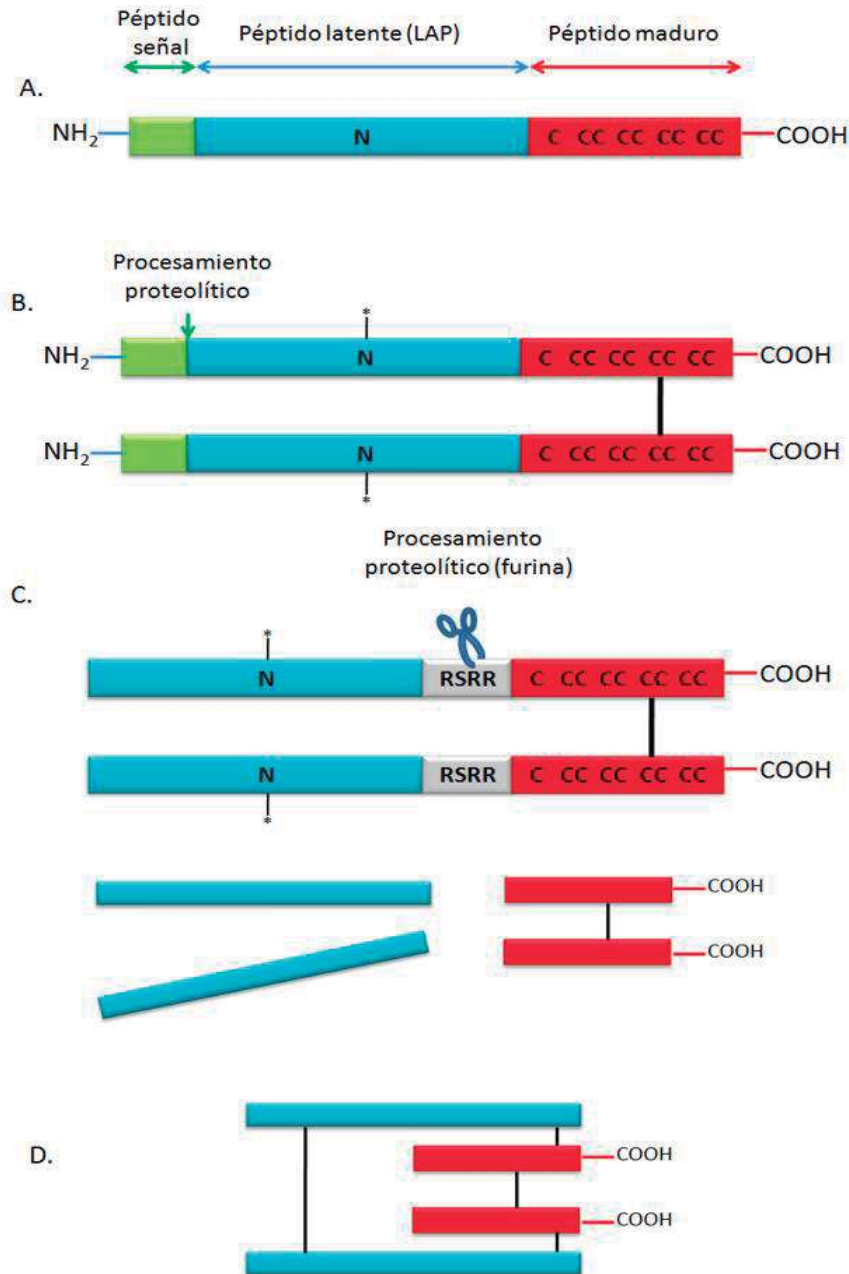 Péptido
señal
Péptido latente (LAP)
Péptido maduro
A.
NH2
N
C CC CC CC CC
COOH
Procesamiento
proteolítico
B.
*
NH2
N
C CC CC CC CC
COOH
NH2
N
C CC CC CC CC
COOH
*
Procesamiento
proteolítico (furina)
C.
*
N
RSRR
C CC CC CC CC
COOH
N
RSRR
C CC CC CC CC
COOH
*
COOH
COOH
D.
COOH
COOH